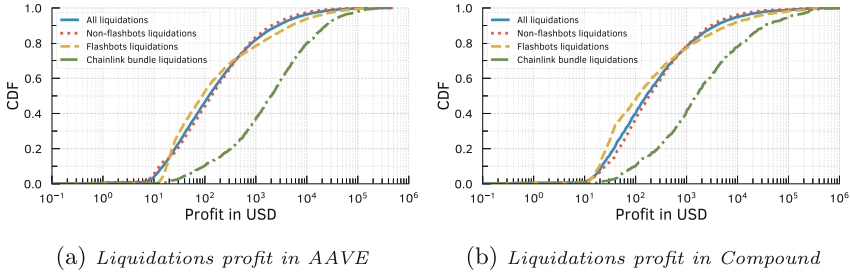 1.0
0.8
0.6
0.4
0.2
0.0
CDF
All liquidations
Non-flashbots liquidations
Flashbots liquidations
Chainlink bundle liquidations
10⁻¹ 10⁰ 10¹ 10² 10³ 10⁴ 10⁵ 10⁶
Profit in USD
(a) Liquidations profit in AAVE
1.0
0.8
0.6
0.4
0.2
0.0
CDF
All liquidations
Non-flashbots liquidations
Flashbots liquidations
Chainlink bundle liquidations
10⁻¹ 10⁰ 10¹ 10² 10³ 10⁴ 10⁵ 10⁶
Profit in USD
(b) Liquidations profit in Compound